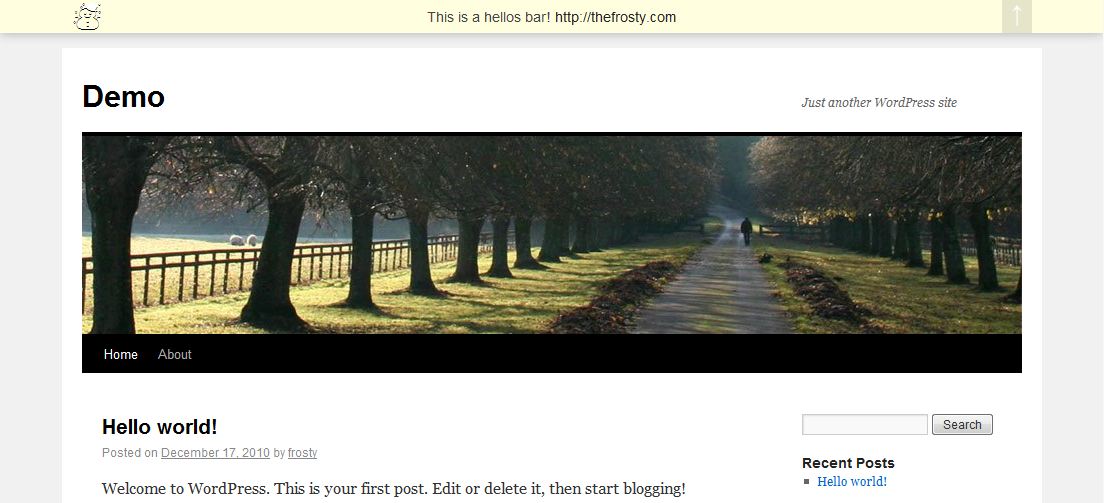 This is a hellos bar! http://thefrosty.com
Demo
Just another WordPress site
Home About
Hello world!
Posted on December 17, 2010 by frosty
Welcome to WordPress. This is your first post. Edit or delete it, then start blogging!
Search
Recent Posts
Hello world!